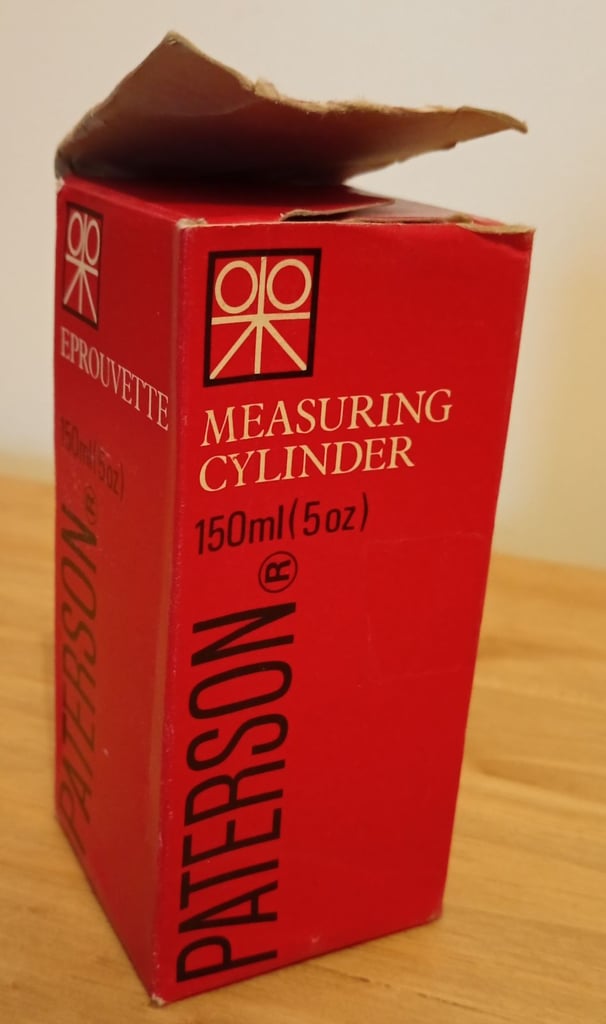 EPROUVETTE
150ml(5oz)
PATERSON®
MEASURING
CYLINDER
150ml(5oz)
PATERSON®